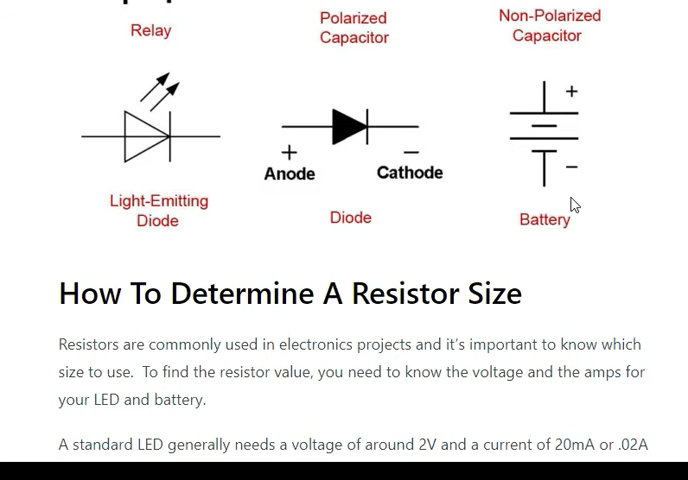 Relay
Polarized
Capacitor
Non-Polarized
Capacitor
+
−
+
−
Anode
Cathode
Light-Emitting
Diode
Diode
Battery
How To Determine A Resistor Size
Resistors are commonly used in electronics projects and it's important to know which
size to use.  To find the resistor value, you need to know the voltage and the amps for
your LED and battery.
A standard LED generally needs a voltage of around 2V and a current of 20mA or .02A